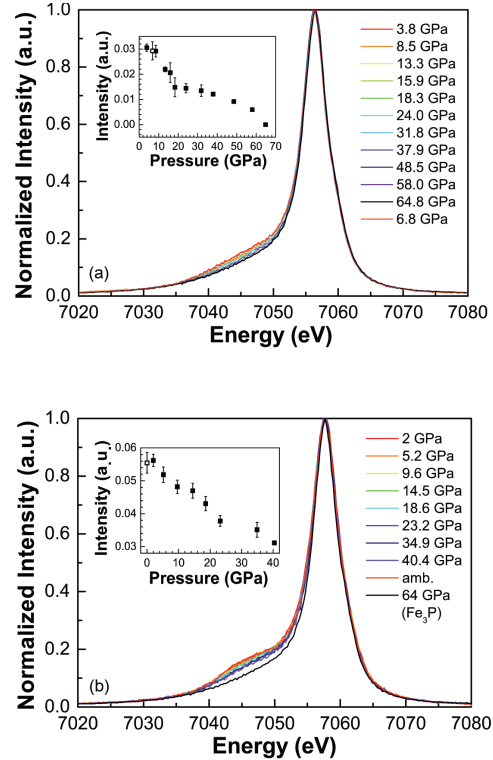 1.0
0.8
0.6
0.4
0.2
0.0
Normalized Intensity (a.u.)
Intensity (a.u.)
0.03
0.02
0.01
0.00
0 10 20 30 40 50 60 70
Pressure (GPa)
3.8 GPa
8.5 GPa
13.3 GPa
15.9 GPa
18.3 GPa
24.0 GPa
31.8 GPa
37.9 GPa
48.5 GPa
58.0 GPa
64.8 GPa
6.8 GPa
(a)
7020 7030 7040 7050 7060 7070 7080
Energy (eV)
1.0
0.8
0.6
0.4
0.2
0.0
Normalized Intensity (a.u.)
Intensity (a.u.)
0.06
0.05
0.04
0.03
0 10 20 30 40
Pressure (GPa)
2 GPa
5.2 GPa
9.6 GPa
14.5 GPa
18.6 GPa
23.2 GPa
34.9 GPa
40.4 GPa
amb.
64 GPa
(Fe3P)
(b)
7020 7030 7040 7050 7060 7070 7080
Energy (eV)